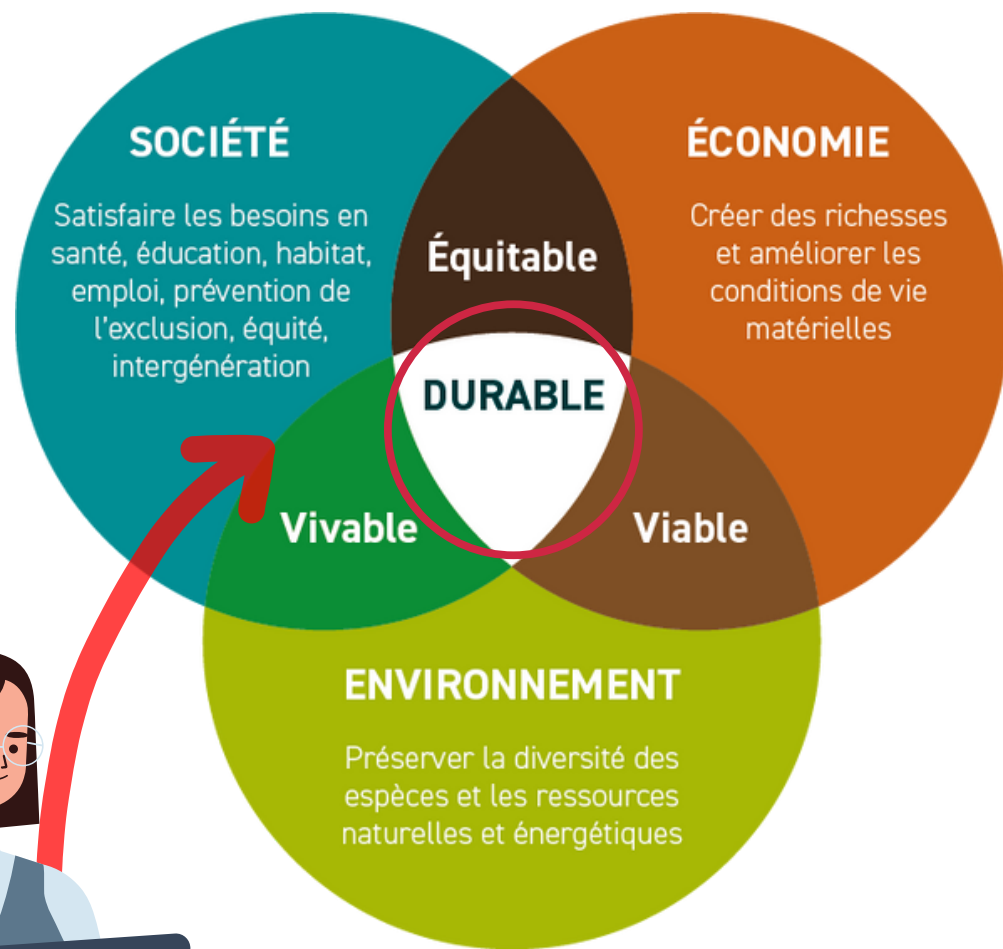 SOCIÉTÉ
Satisfaire les besoins en
santé, éducation, habitat,
emploi, prévention de
l'exclusion, équité,
intergénération
ÉCONOMIE
Créer des richesses
et améliorer les
conditions de vie
matérielles
Équitable
DURABLE
Vivable
Viable
ENVIRONNEMENT
Préserver la diversité des
espèces et les ressources
naturelles et énergétiques